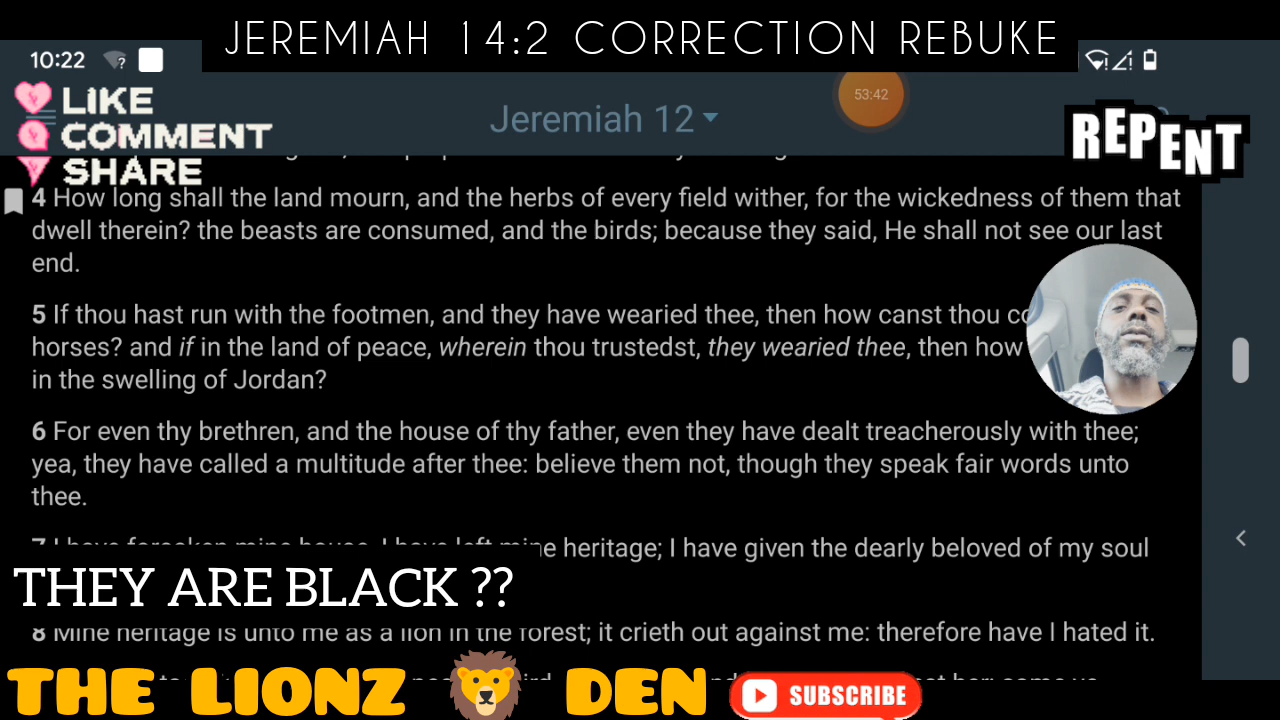 JEREMIAH 14:2 CORRECTION REBUKE
10:22
LIKE
COMMENT
SHARE
Jeremiah 12
53:42
REPENT
4 How long shall the land mourn, and the herbs of every field wither, for the wickedness of them that
dwell therein? the beasts are consumed, and the birds; because they said, He shall not see our last
end.
5 If thou hast run with the footmen, and they have wearied thee, then how canst thou
horses? and if in the land of peace, wherein thou trustedst, they wearied thee, then how
in the swelling of Jordan?
6 For even thy brethren, and the house of thy father, even they have dealt treacherously with thee;
yea, they have called a multitude after thee: believe them not, though they speak fair words unto
thee.
7 I have forsaken mine house, I have left mine heritage; I have given the dearly beloved of my soul
THEY ARE BLACK ??
8 Mine heritage is unto me as a lion in the forest; it crieth out against me: therefore have I hated it.
THE LIONZ DEN
SUBSCRIBE